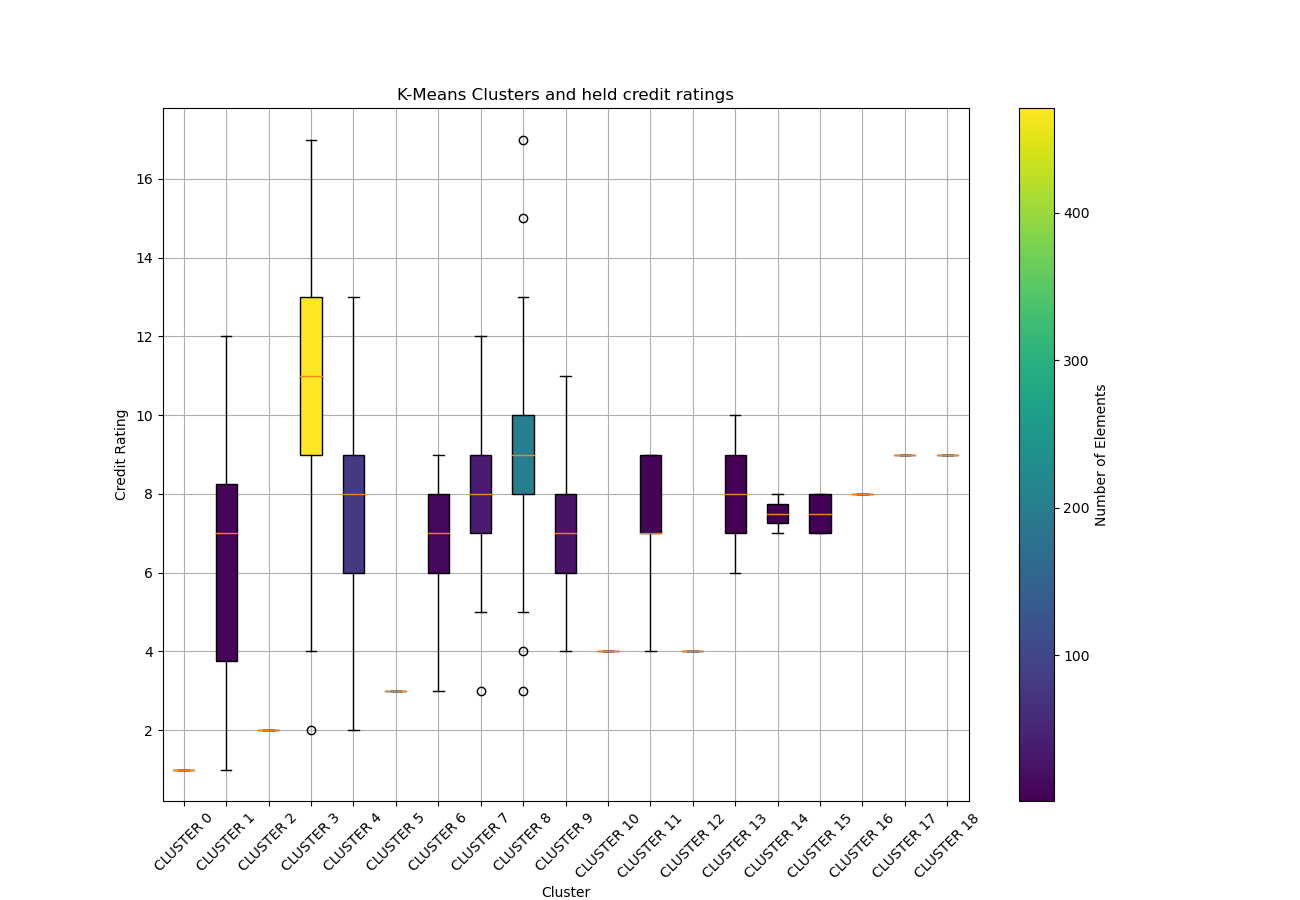 K-Means Clusters and held credit ratings
Credit Rating
16
14
12
10
8
6
4
2
CLUSTER 0
CLUSTER 1
CLUSTER 2
CLUSTER 3
CLUSTER 4
CLUSTER 5
CLUSTER 6
CLUSTER 7
CLUSTER 8
CLUSTER 9
CLUSTER 10
CLUSTER 11
CLUSTER 12
CLUSTER 13
CLUSTER 14
CLUSTER 15
CLUSTER 16
CLUSTER 17
CLUSTER 18
Cluster
400
300
200
100
Number of Elements